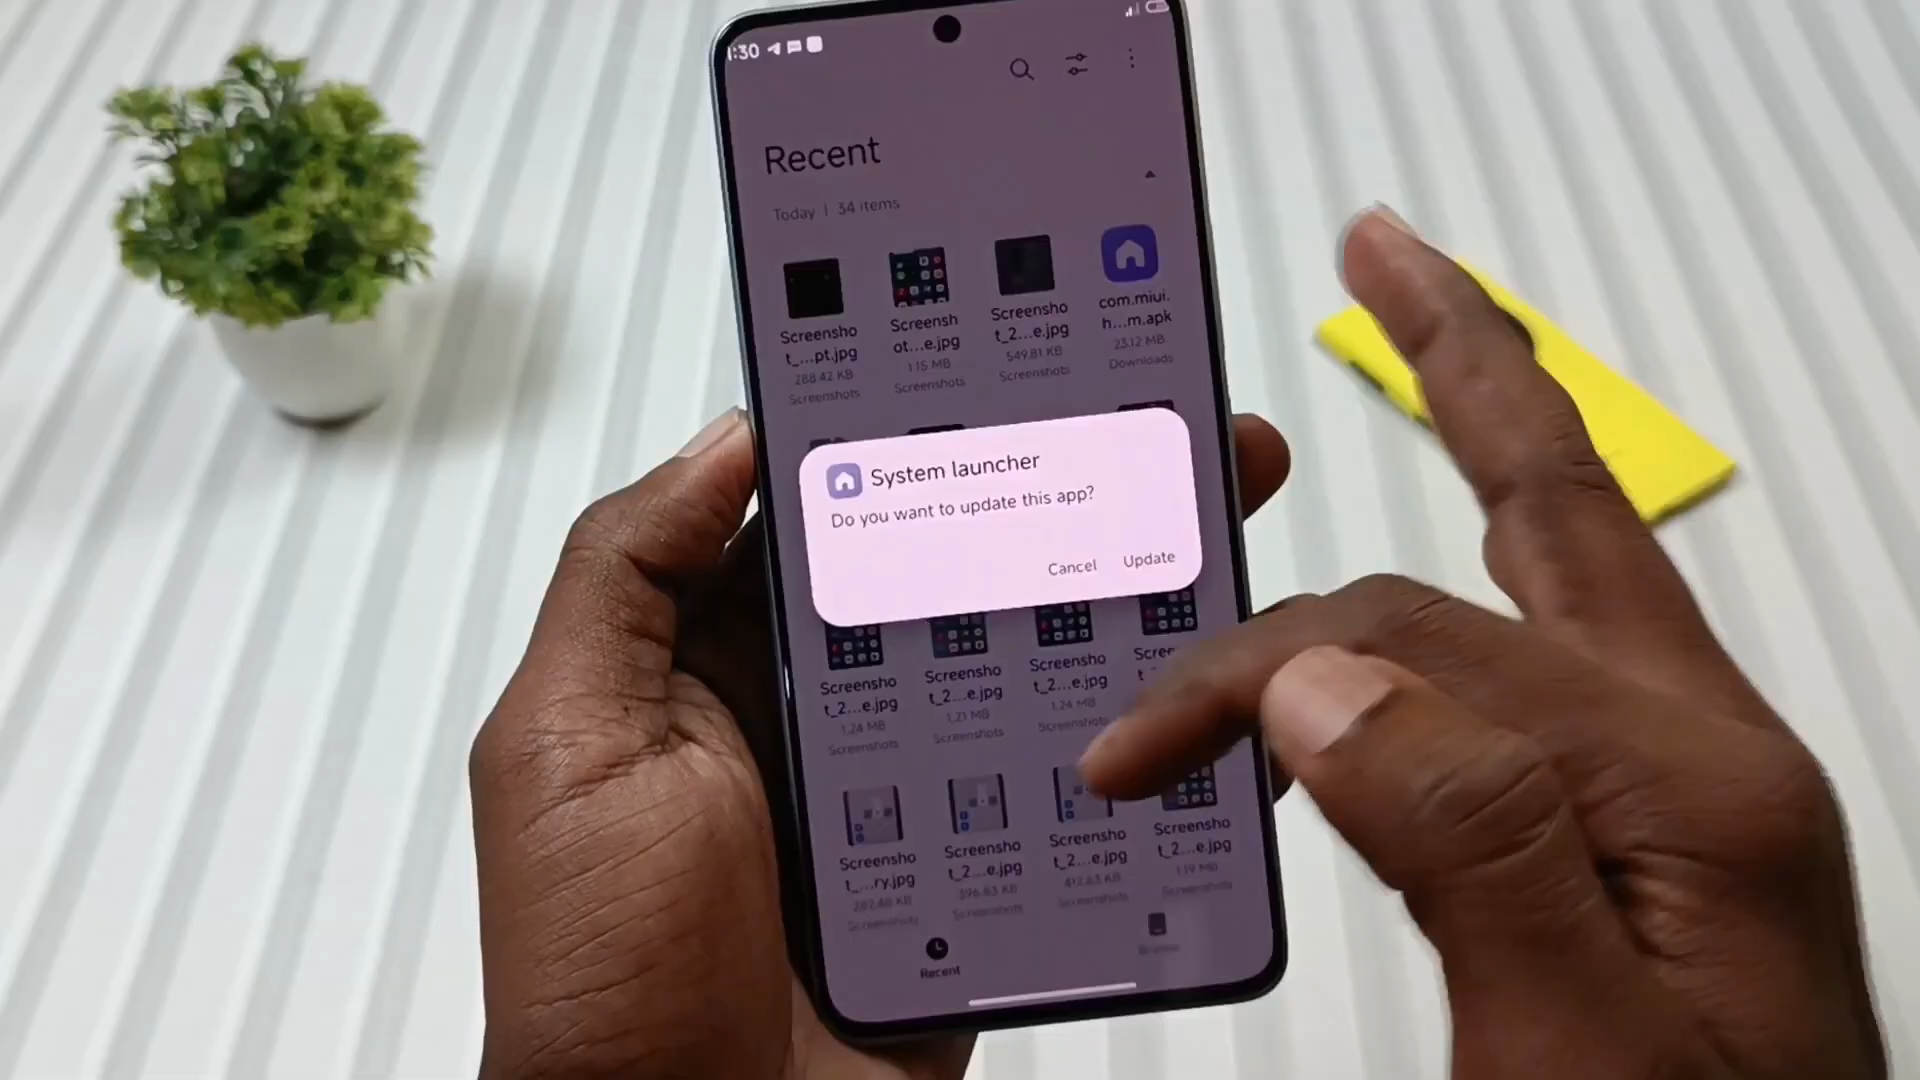 1:30
Recent
Today | 34 items
Screensho
t_...pt.jpg
288.42 KB
Screenshots
Screensh
ot...e.jpg
1.15 MB
Screenshots
Screensho
t_2...e.jpg
549.81 KB
Screenshots
com.miui.
h...m.apk
23.12 MB
Downloads
System launcher
Do you want to update this app?
Cancel
Update
Screensho
t_2...e.jpg
1.24 MB
Screenshots
Screensho
t_2...e.jpg
1.21 MB
Screenshots
Screensho
t_2...e.jpg
1.24 MB
Screenshots
Scree
Screensho
t_...ry.jpg
282.48 KB
Screenshots
Screensho
t_2...e.jpg
396.83 KB
Screenshots
Screensho
t_2...e.jpg
412.63 KB
Screenshots
Screensho
t_2...e.jpg
1.19 MB
Screenshots
Recent